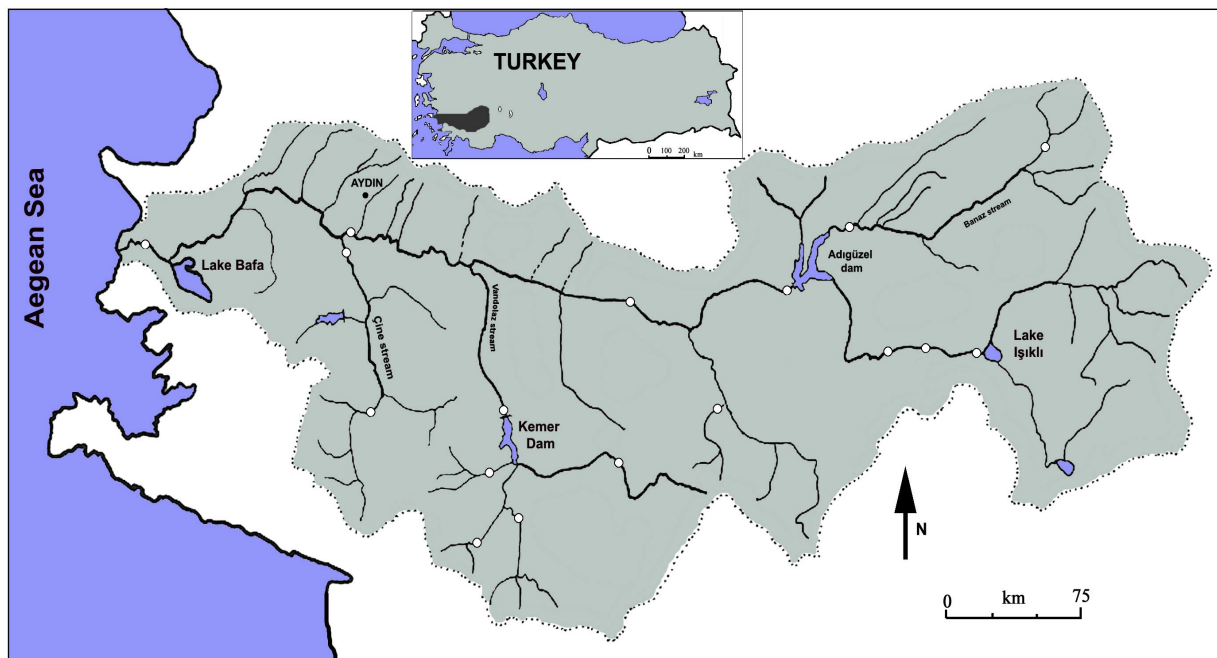 TURKEY
0 100 200
km
Aegean Sea
AYDIN
Lake Bafa
Çine stream
Vandolaz stream
Kemer
Dam
Adıgüzel
dam
Banaz stream
Lake
Işıklı
N
0 km 75